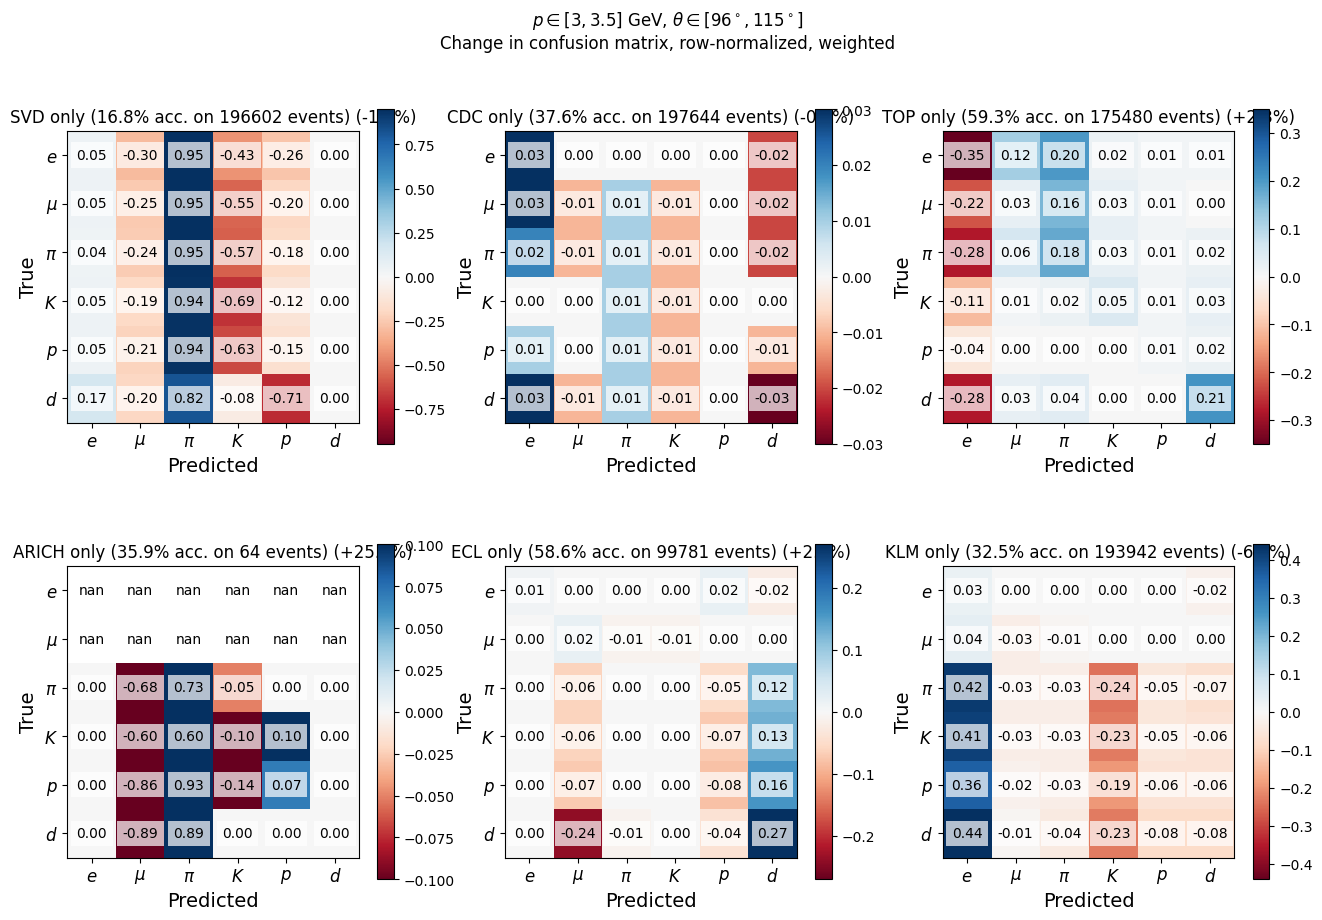 p ∈ [3, 3.5] GeV, θ ∈ [96°, 115°]
Change in confusion matrix, row-normalized, weighted
SVD only (16.8% acc. on 196602 events)
True
e 0.05 -0.30 0.95 -0.43 -0.26 0.00
μ 0.05 -0.25 0.95 -0.55 -0.20 0.00
π 0.04 -0.24 0.95 -0.57 -0.18 0.00
K 0.05 -0.19 0.94 -0.69 -0.12 0.00
p 0.05 -0.21 0.94 -0.63 -0.15 0.00
d 0.17 -0.20 0.82 -0.08 -0.71 0.00
e μ π K p d
Predicted
0.75
0.50
0.25
0.00
−0.25
−0.50
−0.75
CDC only (37.6% acc. on 197644 events)
True
e 0.03 0.00 0.00 0.00 0.00 -0.02
μ 0.03 -0.01 0.01 -0.01 0.00 -0.02
π 0.02 -0.01 0.01 -0.01 0.00 -0.02
K 0.00 0.00 0.01 -0.01 0.00 0.00
p 0.01 0.00 0.01 -0.01 0.00 -0.01
d 0.03 -0.01 0.01 -0.01 0.00 -0.03
e μ π K p d
Predicted
0.03
0.02
0.01
0.00
−0.01
−0.02
−0.03
TOP only (59.3% acc. on 175480 events)
True
e -0.35 0.12 0.20 0.02 0.01 0.01
μ -0.22 0.03 0.16 0.03 0.01 0.00
π -0.28 0.06 0.18 0.03 0.01 0.02
K -0.11 0.01 0.02 0.05 0.01 0.03
p -0.04 0.00 0.00 0.00 0.01 0.02
d -0.28 0.03 0.04 0.00 0.00 0.21
e μ π K p d
Predicted
0.3
0.2
0.1
0.0
−0.1
−0.2
−0.3
ARICH only (35.9% acc. on 64 events)
True
e nan nan nan nan nan nan
μ nan nan nan nan nan nan
π 0.00 -0.68 0.73 -0.05 0.00 0.00
K 0.00 -0.60 0.60 -0.10 0.10 0.00
p 0.00 -0.86 0.93 -0.14 0.07 0.00
d 0.00 -0.89 0.89 0.00 0.00 0.00
e μ π K p d
Predicted
0.100
0.075
0.050
0.025
0.000
−0.025
−0.050
−0.075
−0.100
ECL only (58.6% acc. on 99781 events)
True
e 0.01 0.00 0.00 0.00 0.02 -0.02
μ 0.00 0.02 -0.01 -0.01 0.00 0.00
π 0.00 -0.06 0.00 0.00 -0.05 0.12
K 0.00 -0.06 0.00 0.00 -0.07 0.13
p 0.00 -0.07 0.00 0.00 -0.08 0.16
d 0.00 -0.24 -0.01 0.00 -0.04 0.27
e μ π K p d
Predicted
0.2
0.1
0.0
−0.1
−0.2
KLM only (32.5% acc. on 193942 events)
True
e 0.03 0.00 0.00 0.00 0.00 -0.02
μ 0.04 -0.03 -0.01 0.00 0.00 0.00
π 0.42 -0.03 -0.03 -0.24 -0.05 -0.07
K 0.41 -0.03 -0.03 -0.23 -0.05 -0.06
p 0.36 -0.02 -0.03 -0.19 -0.06 -0.06
d 0.44 -0.01 -0.04 -0.23 -0.08 -0.08
e μ π K p d
Predicted
0.4
0.3
0.2
0.1
0.0
−0.1
−0.2
−0.3
−0.4